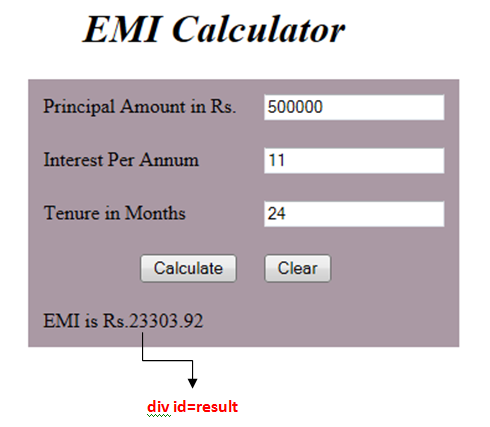 EMI Calculator
Principal Amount in Rs. 500000
Interest Per Annum 11
Tenure in Months 24
Calculate Clear
EMI is Rs.23303.92
div id=result